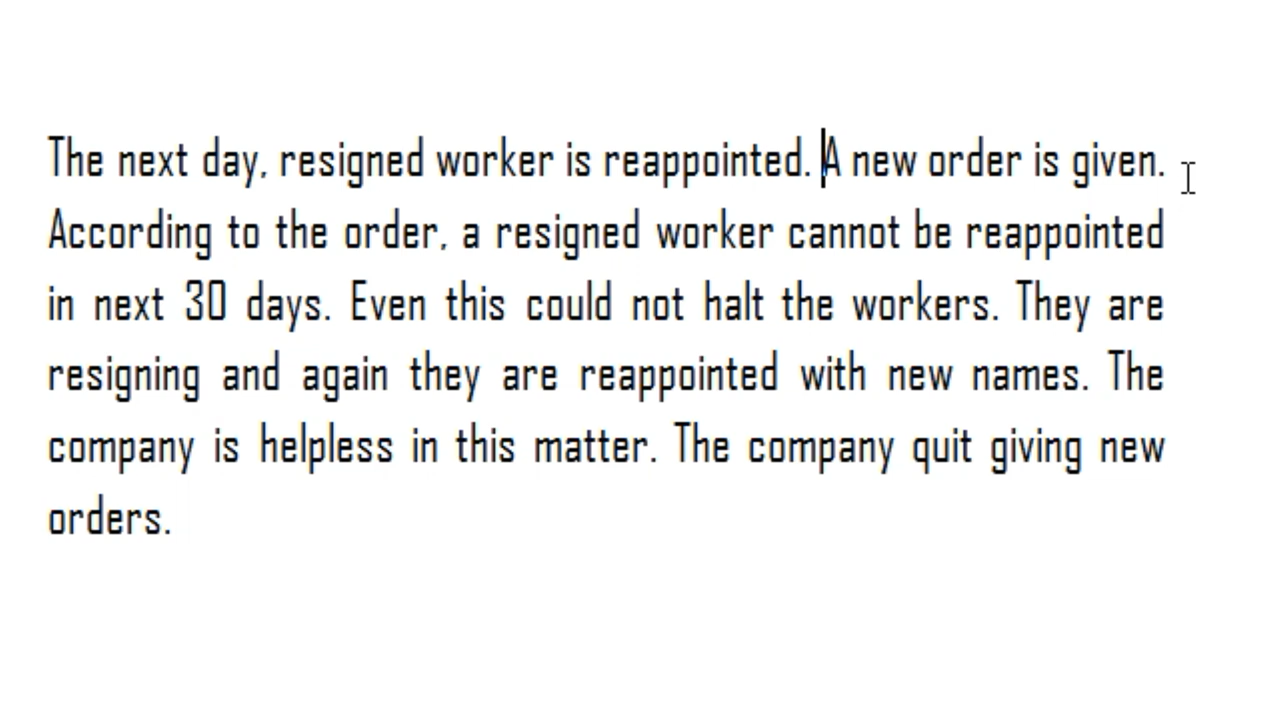 The next day, resigned worker is reappointed. A new order is given.
According to the order, a resigned worker cannot be reappointed
in next 30 days. Even this could not halt the workers. They are
resigning and again they are reappointed with new names. The
company is helpless in this matter. The company quit giving new
orders.